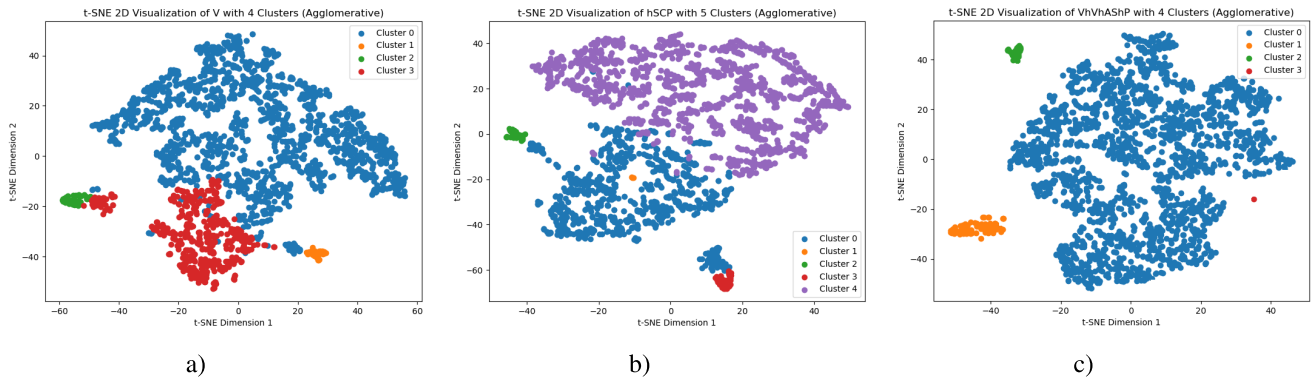 t-SNE 2D Visualization of V with 4 Clusters (Agglomerative)
Cluster 0
Cluster 1
Cluster 2
Cluster 3
40
20
0
−20
−40
t-SNE Dimension 2
−60
−40
−20
0
20
40
60
t-SNE Dimension 1
a)
t-SNE 2D Visualization of hSCP with 5 Clusters (Agglomerative)
40
20
0
−20
−40
−60
t-SNE Dimension 2
Cluster 0
Cluster 1
Cluster 2
Cluster 3
Cluster 4
−40
−20
0
20
40
t-SNE Dimension 1
b)
t-SNE 2D Visualization of VhVhAShP with 4 Clusters (Agglomerative)
Cluster 0
Cluster 1
Cluster 2
Cluster 3
40
20
0
−20
−40
t-SNE Dimension 2
−40
−20
0
20
40
t-SNE Dimension 1
c)